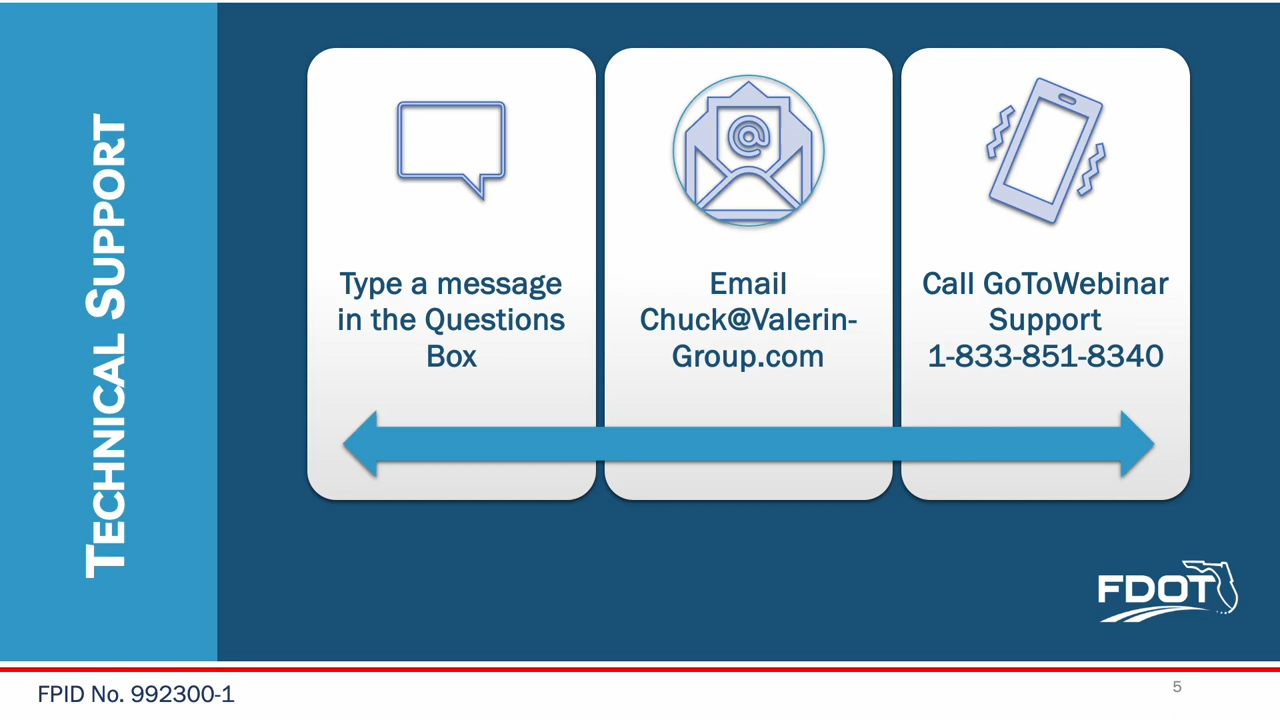 TECHNICAL SUPPORT
Type a message
in the Questions
Box
@
Email
Chuck@Valerin-
Group.com
Call GoToWebinar
Support
1-833-851-8340
FDOT
FPID No. 992300-1
5